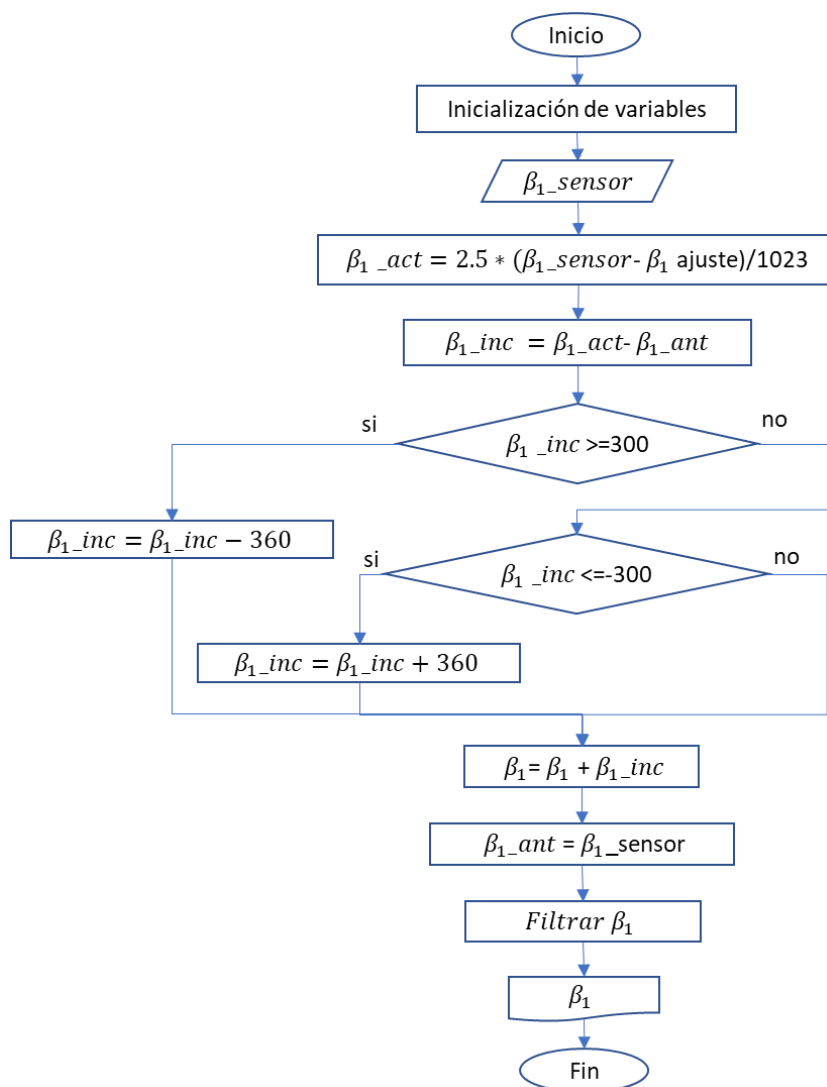 Inicio
Inicialización de variables
β₁_sensor
β₁ _act = 2.5 * (β₁_sensor- β₁ ajuste)/1023
β₁_inc = β₁_act- β₁_ant
si
no
β₁ _inc >=300
β₁_inc = β₁_inc − 360
si
no
β₁ _inc <=-300
β₁_inc = β₁_inc + 360
β₁= β₁ + β₁_inc
β₁_ant = β₁_sensor
Filtrar β₁
β₁
Fin